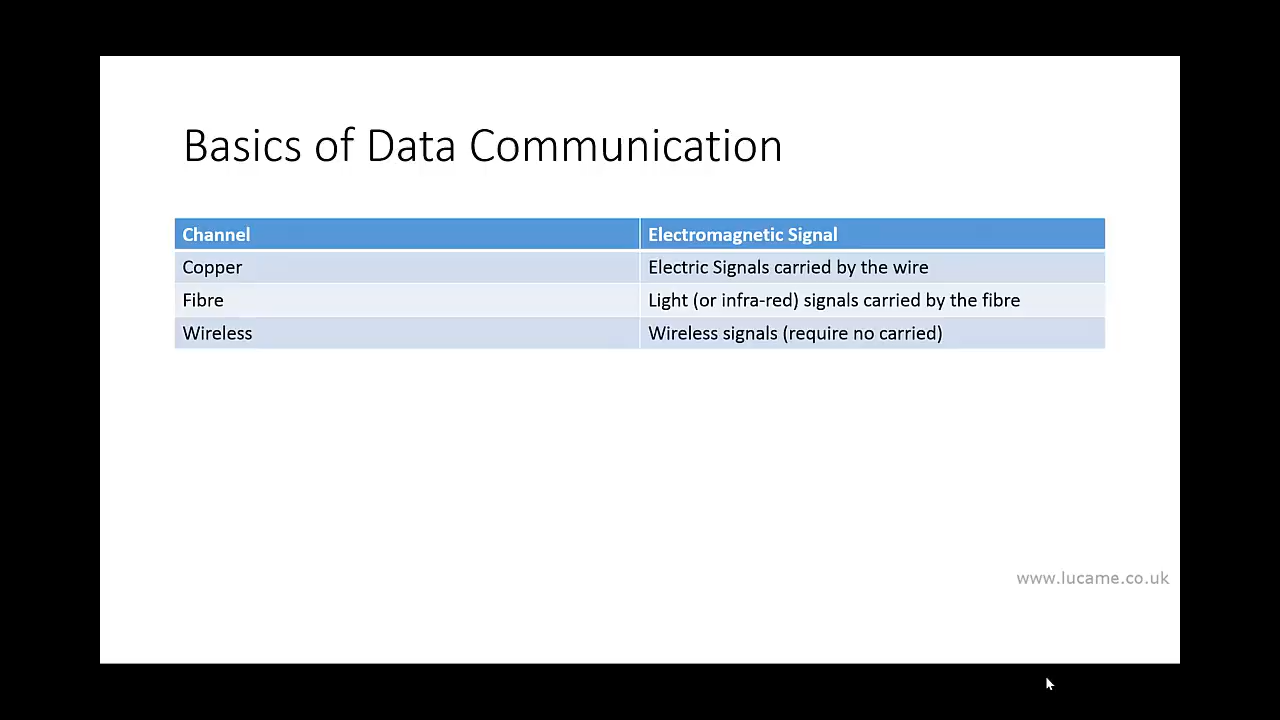 Basics of Data Communication
Channel Electromagnetic Signal
Copper Electric Signals carried by the wire
Fibre Light (or infra-red) signals carried by the fibre
Wireless Wireless signals (require no carried)
www.lucame.co.uk